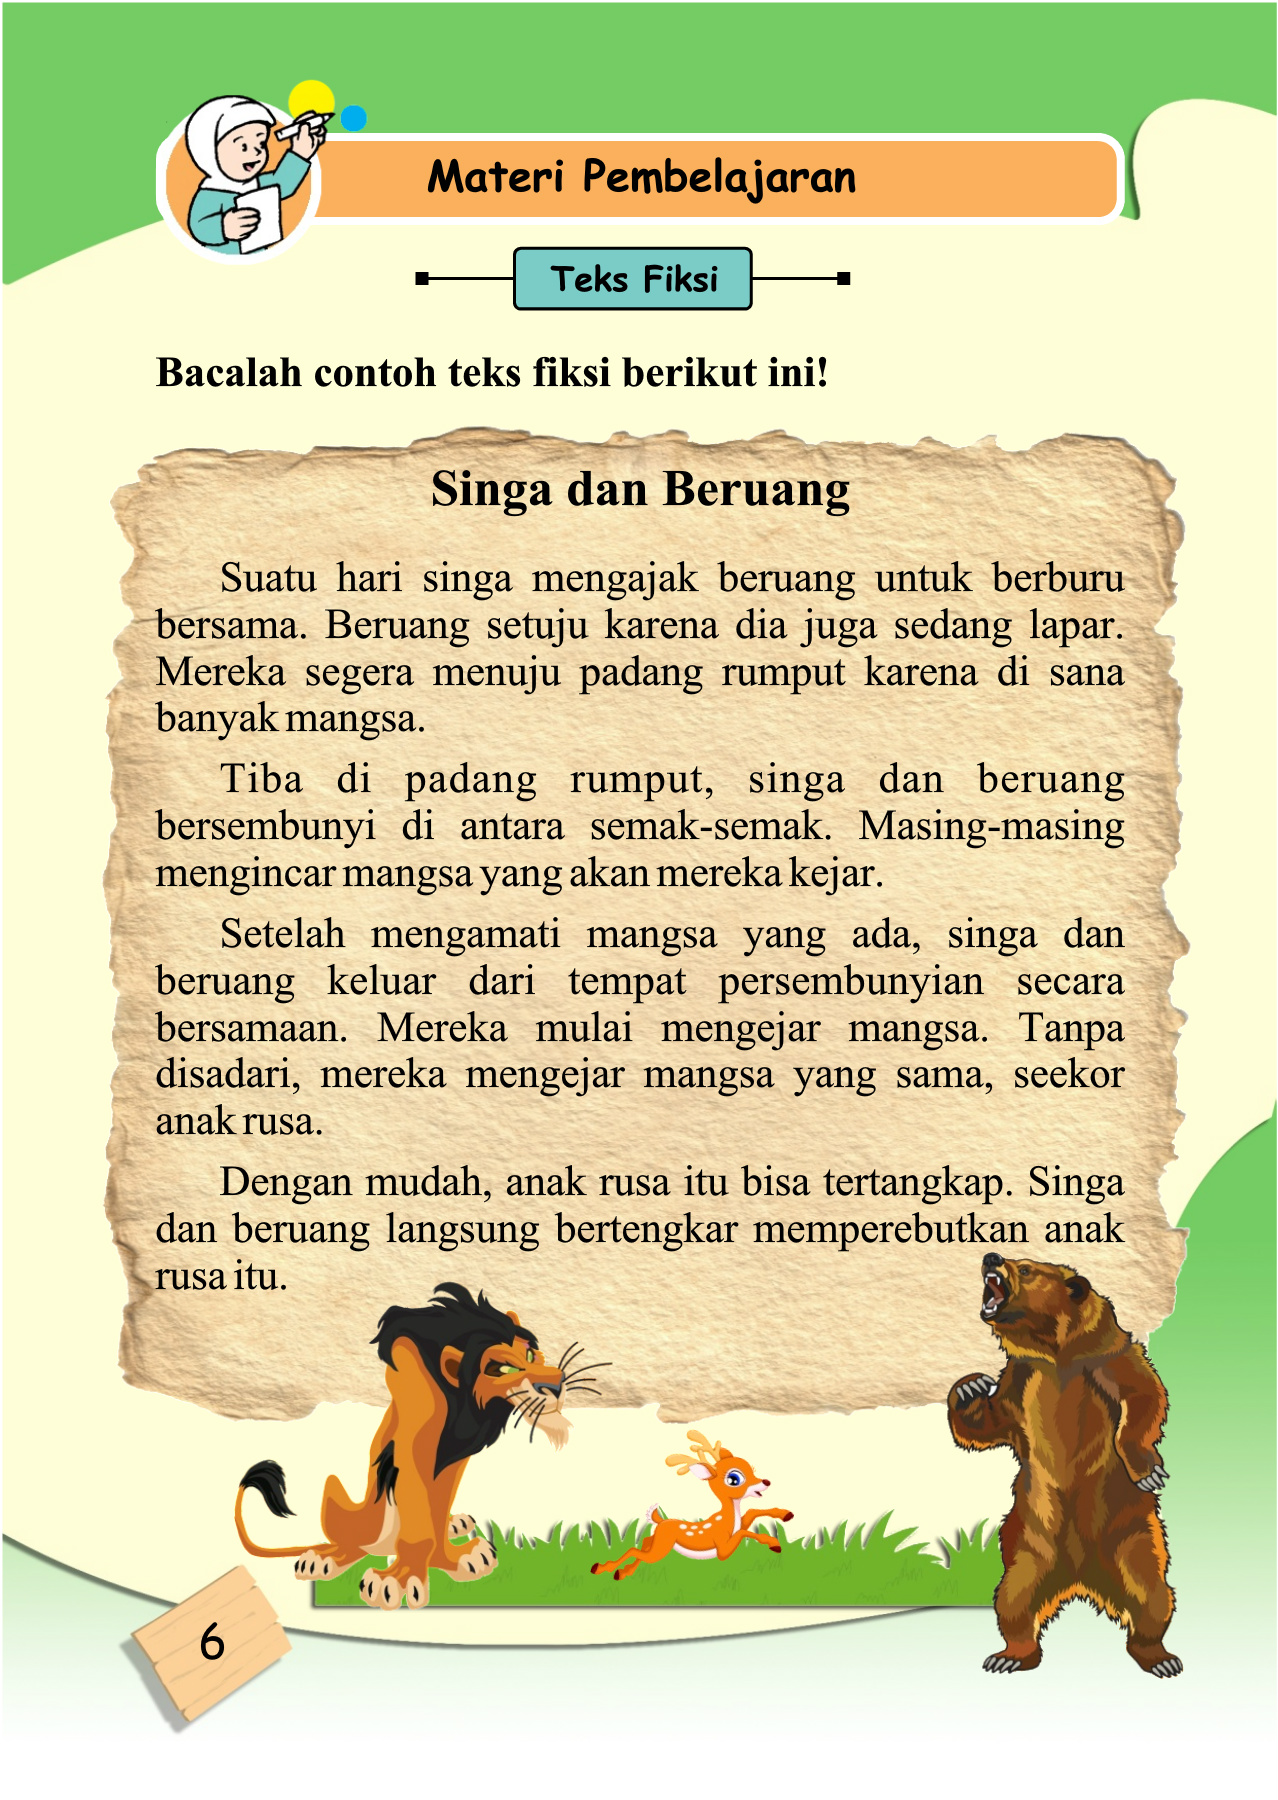 Materi Pembelajaran
Teks Fiksi
Bacalah contoh teks fiksi berikut ini!
Singa dan Beruang
Suatu hari singa mengajak beruang untuk berburu
bersama. Beruang setuju karena dia juga sedang lapar.
Mereka segera menuju padang rumput karena di sana
banyak mangsa.
Tiba di padang rumput, singa dan beruang
bersembunyi di antara semak-semak. Masing-masing
mengincar mangsa yang akan mereka kejar.
Setelah mengamati mangsa yang ada, singa dan
beruang keluar dari tempat persembunyian secara
bersamaan. Mereka mulai mengejar mangsa. Tanpa
disadari, mereka mengejar mangsa yang sama, seekor
anak rusa.
Dengan mudah, anak rusa itu bisa tertangkap. Singa
dan beruang langsung bertengkar memperebutkan anak
rusa itu.
6